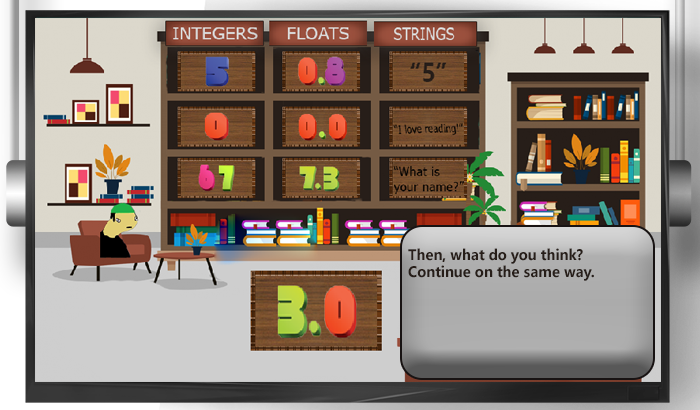 INTEGERS FLOATS STRINGS
5 0.8 "5"
0 0.0 "I love reading!"
67 7.3 "What is
your name?"
3.0
Then, what do you think?
Continue on the same way.